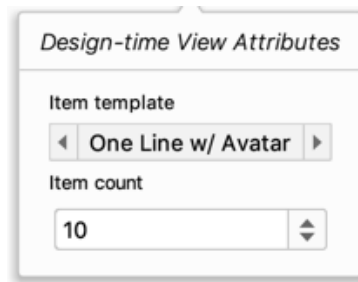 Design-time View Attributes
Item template
One Line w/ Avatar
Item count
10